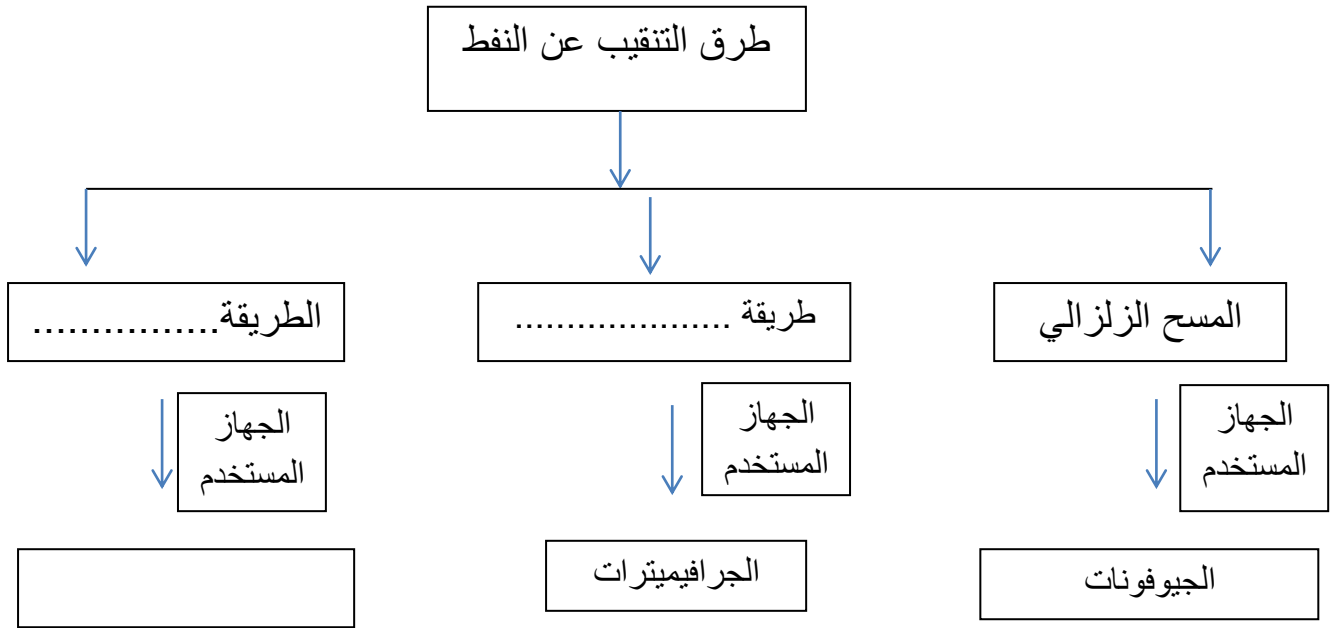 طرق التنقيب عن النفط
المسح الزلزالي
طريقة .....................
الطريقة................
الجهاز
المستخدم
الجهاز
المستخدم
الجهاز
المستخدم
الجيوفونات
الجرافيميترات